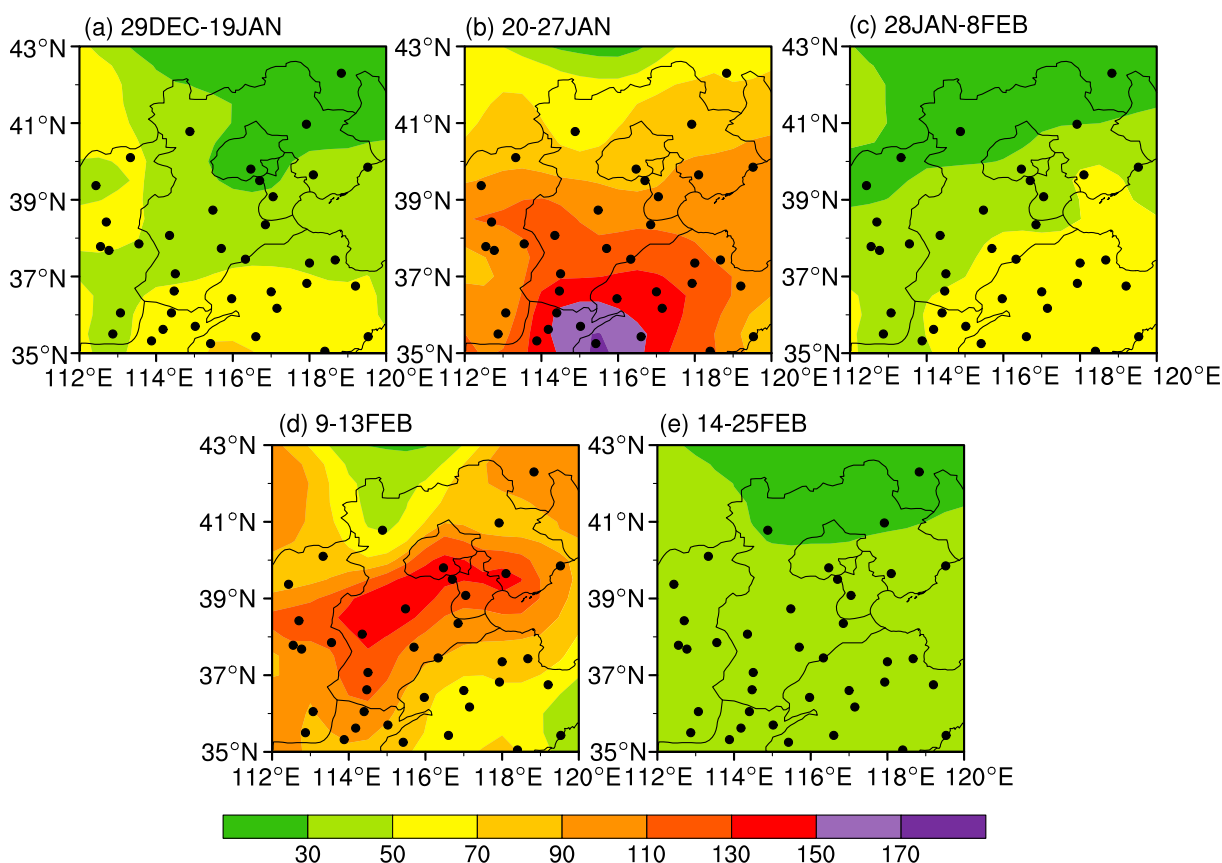 (a) 29DEC-19JAN
43°N
41°N
39°N
37°N
35°N
112°E 114°E 116°E 118°E 120°E
(b) 20-27JAN
43°N
41°N
39°N
37°N
35°N
112°E 114°E 116°E 118°E 120°E
(c) 28JAN-8FEB
43°N
41°N
39°N
37°N
35°N
112°E 114°E 116°E 118°E 120°E
(d) 9-13FEB
43°N
41°N
39°N
37°N
35°N
112°E 114°E 116°E 118°E 120°E
(e) 14-25FEB
43°N
41°N
39°N
37°N
35°N
112°E 114°E 116°E 118°E 120°E
30 50 70 90 110 130 150 170